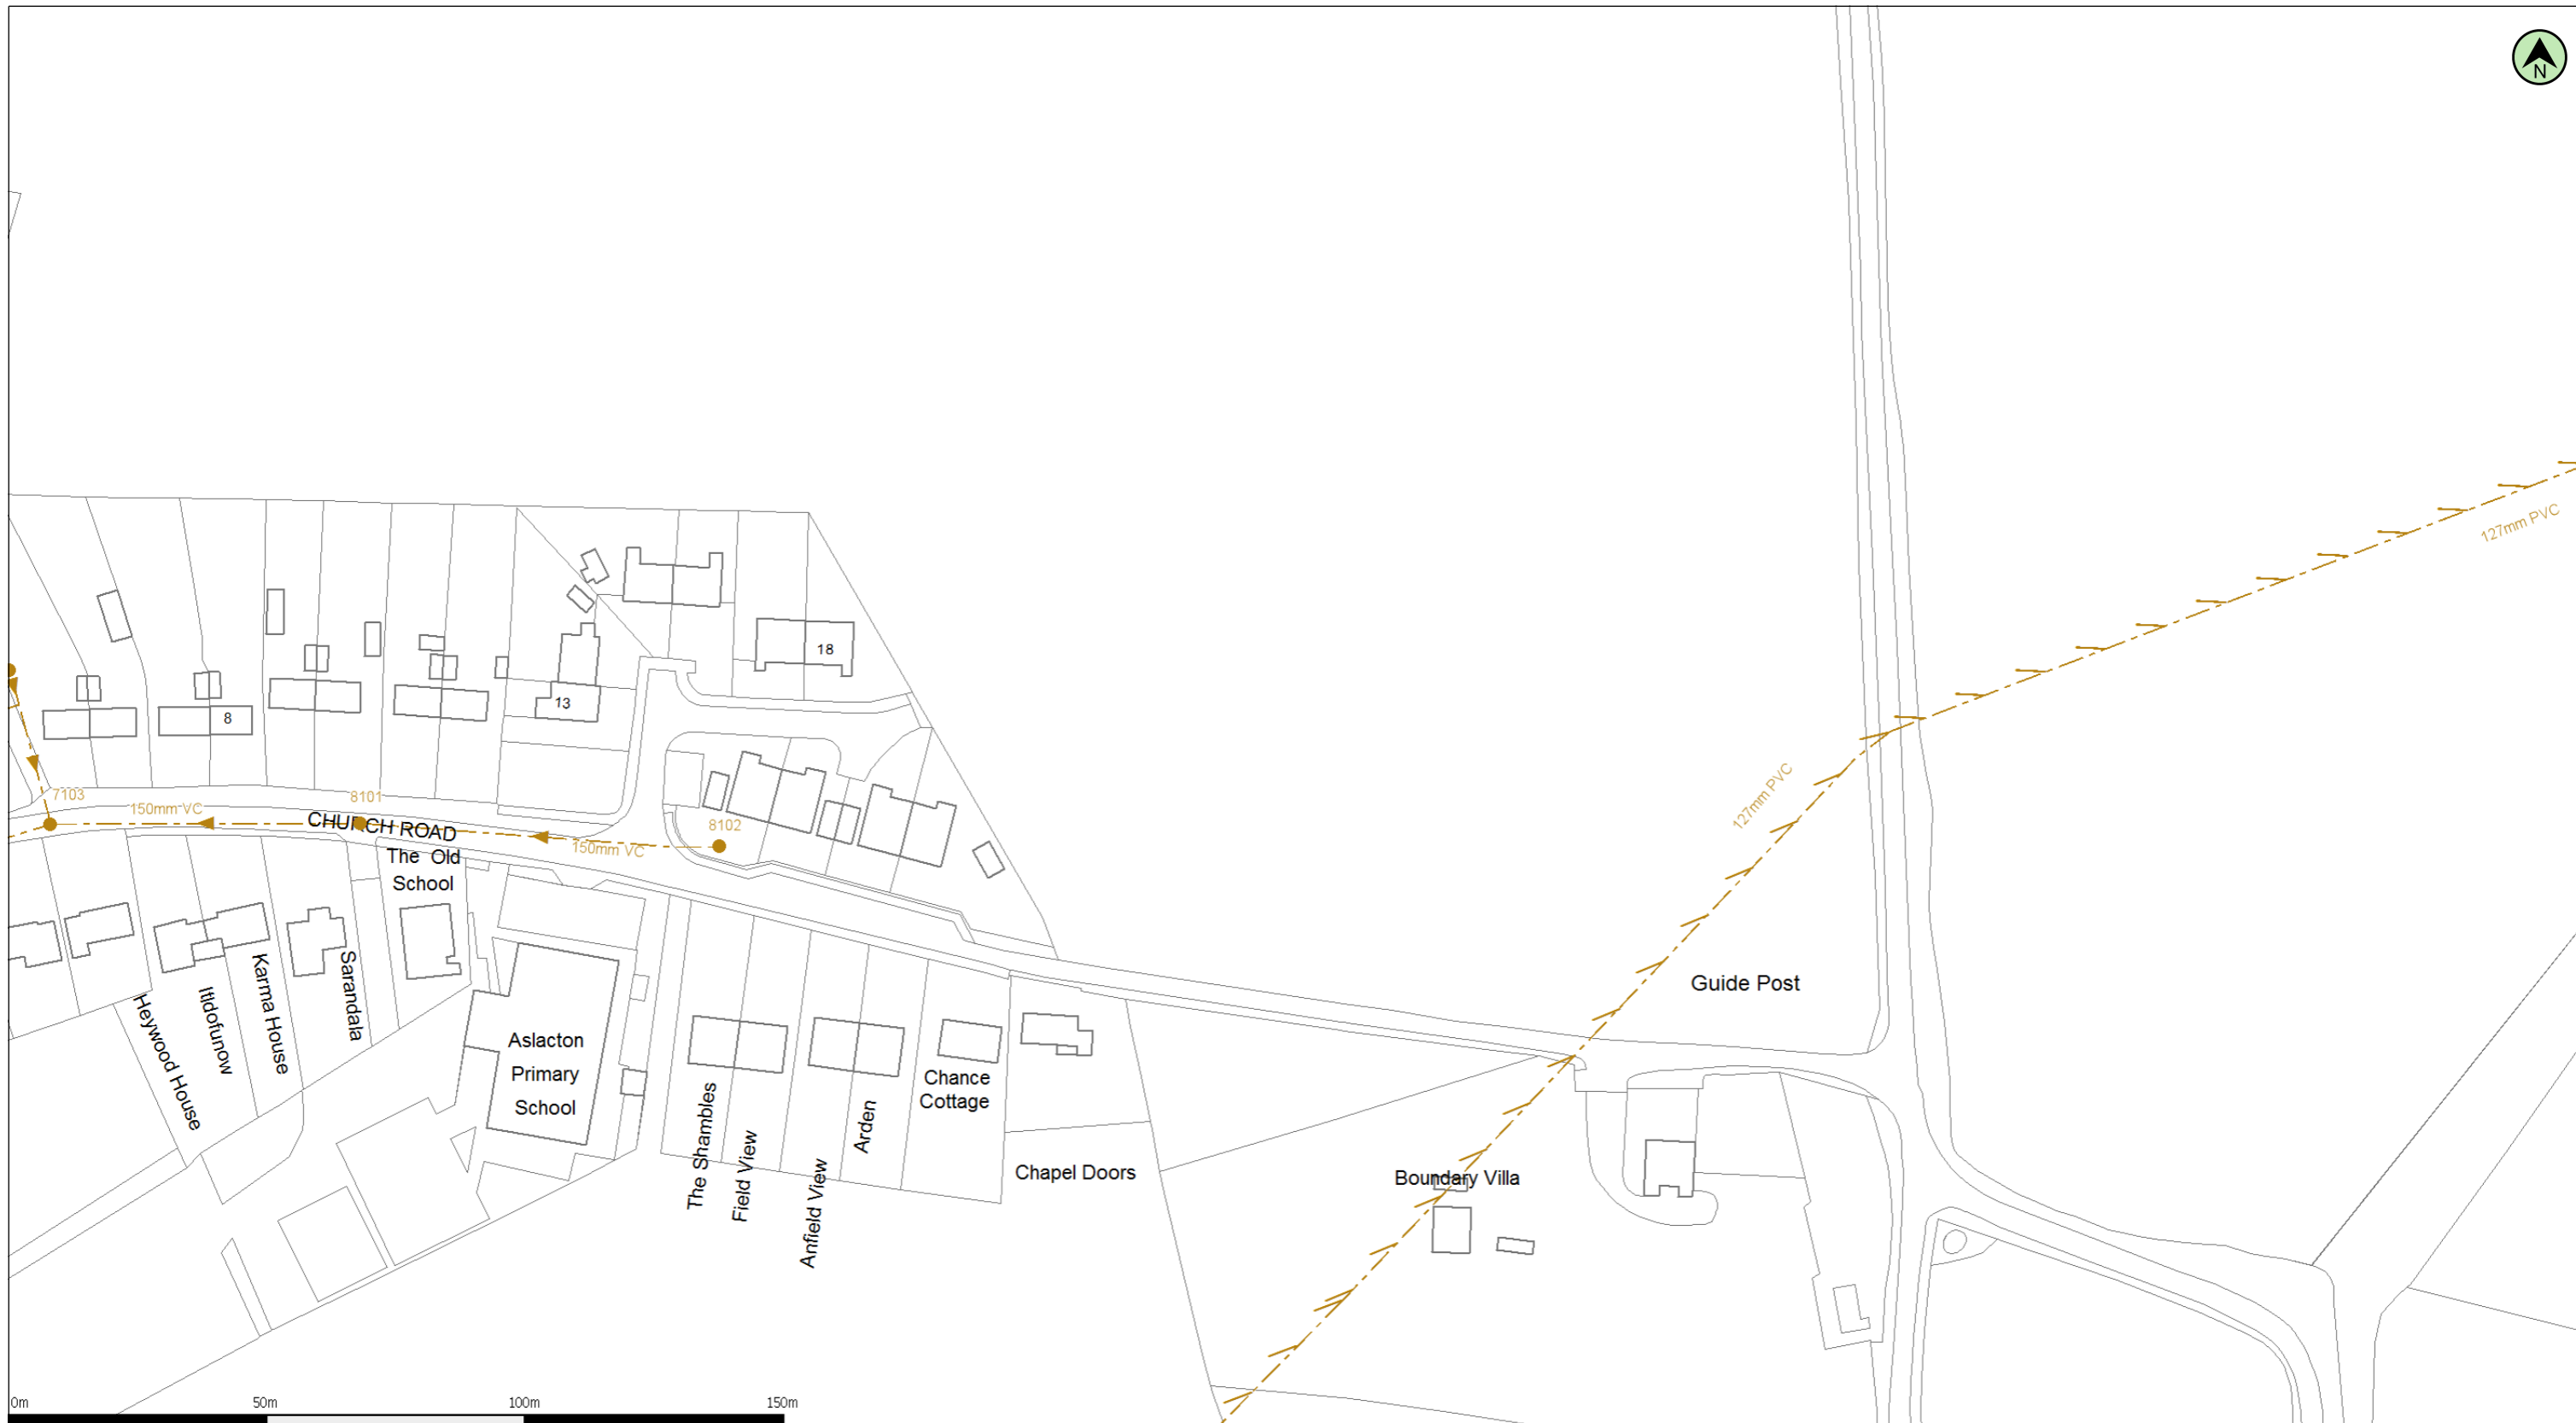 N
127mm PVC
18
13
8
127mm PVC
7103
8101
150mm VC
CHURCH ROAD
8102
150mm VC
The Old
School
Guide Post
Heywood House
Itldofunow
Karma House
Sarandala
Aslacton
Primary
School
Chance
Cottage
The Shambles
Field View
Anfield View
Arden
Chapel Doors
Boundary Villa
0m
50m
100m
150m